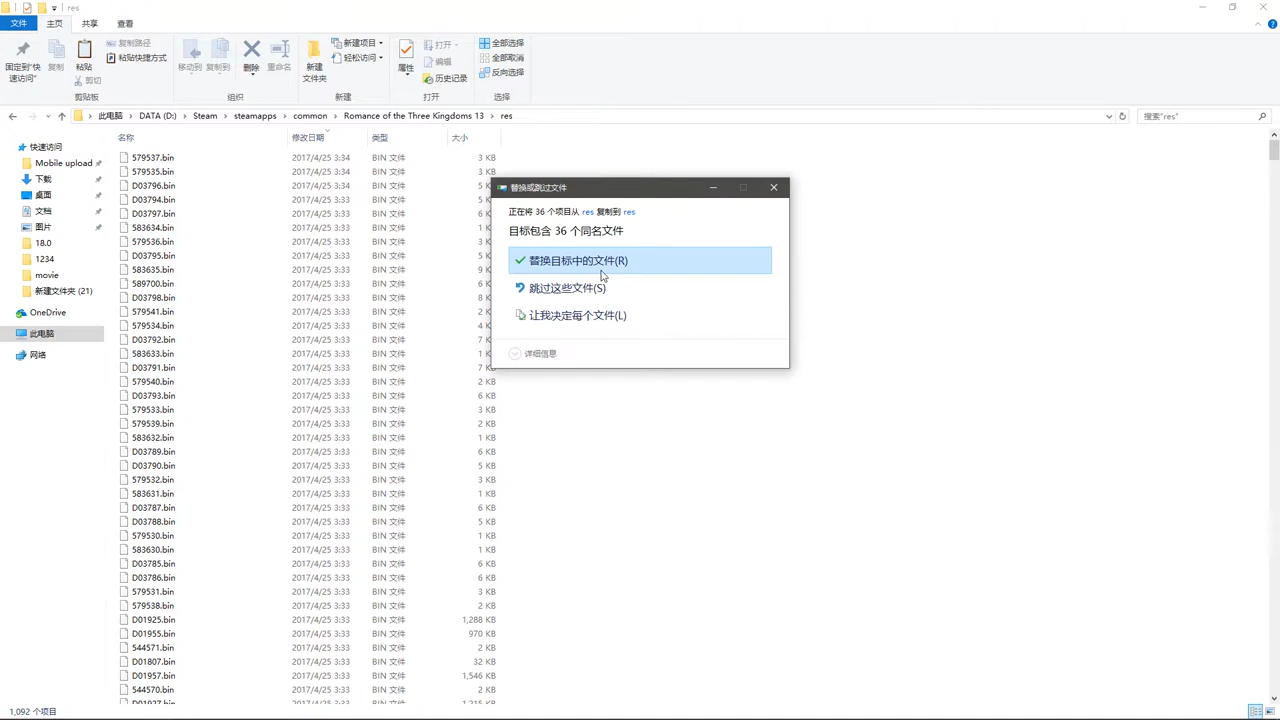 res
文件 主页 共享 查看
固定到"快速访问" 复制 粘贴 复制路径 粘贴快捷方式 剪切
剪贴板
移动到 复制到 删除 重命名
组织
新建文件夹 新建项目 轻松访问
新建
属性 打开 编辑 历史记录
打开
全部选择 全部取消 反向选择
选择
此电脑 DATA (D:) Steam steamapps common Romance of the Three Kingdoms 13 res
搜索"res"
快速访问
Mobile upload
下载
桌面
文档
图片
18.0
1234
movie
新建文件夹 (21)
OneDrive
此电脑
网络
名称 修改日期 类型 大小
579537.bin 2017/4/25 3:34 BIN 文件 3 KB
579535.bin 2017/4/25 3:34 BIN 文件 3 KB
D03796.bin 2017/4/25 3:34 BIN 文件 5
D03794.bin 2017/4/25 3:33 BIN 文件 5
D03797.bin 2017/4/25 3:33 BIN 文件 6
583634.bin 2017/4/25 3:33 BIN 文件 1
579536.bin 2017/4/25 3:33 BIN 文件 3
D03795.bin 2017/4/25 3:33 BIN 文件 5
583635.bin 2017/4/25 3:33 BIN 文件 9
589700.bin 2017/4/25 3:33 BIN 文件 6
D03798.bin 2017/4/25 3:33 BIN 文件 8
579541.bin 2017/4/25 3:33 BIN 文件 2
579534.bin 2017/4/25 3:33 BIN 文件 4
D03792.bin 2017/4/25 3:33 BIN 文件 7
583633.bin 2017/4/25 3:33 BIN 文件 1
D03791.bin 2017/4/25 3:33 BIN 文件 7 KB
579540.bin 2017/4/25 3:33 BIN 文件 2 KB
D03793.bin 2017/4/25 3:33 BIN 文件 6 KB
579533.bin 2017/4/25 3:33 BIN 文件 3 KB
579539.bin 2017/4/25 3:33 BIN 文件 2 KB
583632.bin 2017/4/25 3:33 BIN 文件 1 KB
D03789.bin 2017/4/25 3:33 BIN 文件 6 KB
D03790.bin 2017/4/25 3:33 BIN 文件 5 KB
579532.bin 2017/4/25 3:33 BIN 文件 3 KB
583631.bin 2017/4/25 3:33 BIN 文件 1 KB
D03787.bin 2017/4/25 3:33 BIN 文件 6 KB
D03788.bin 2017/4/25 3:33 BIN 文件 5 KB
579530.bin 2017/4/25 3:33 BIN 文件 1 KB
583630.bin 2017/4/25 3:33 BIN 文件 1 KB
D03785.bin 2017/4/25 3:33 BIN 文件 6 KB
D03786.bin 2017/4/25 3:33 BIN 文件 6 KB
579531.bin 2017/4/25 3:33 BIN 文件 3 KB
579538.bin 2017/4/25 3:33 BIN 文件 2 KB
D01925.bin 2017/4/25 3:33 BIN 文件 1,288 KB
D01955.bin 2017/4/25 3:33 BIN 文件 970 KB
544571.bin 2017/4/25 3:33 BIN 文件 2 KB
D01807.bin 2017/4/25 3:33 BIN 文件 32 KB
D01957.bin 2017/4/25 3:33 BIN 文件 1,546 KB
544570.bin 2017/4/25 3:33 BIN 文件 2 KB
D01927.bin 2017/4/25 3:33 BIN 文件 1,215 KB
替换或跳过文件
正在将 36 个项目从 res 复制到 res
目标包含 36 个同名文件
替换目标中的文件(R)
跳过这些文件(S)
让我决定每个文件(L)
详细信息
1,092 个项目